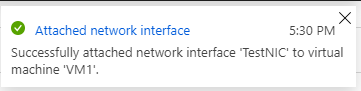 Attached network interface 5:30 PM
Successfully attached network interface 'TestNIC' to virtual
machine 'VM1'.